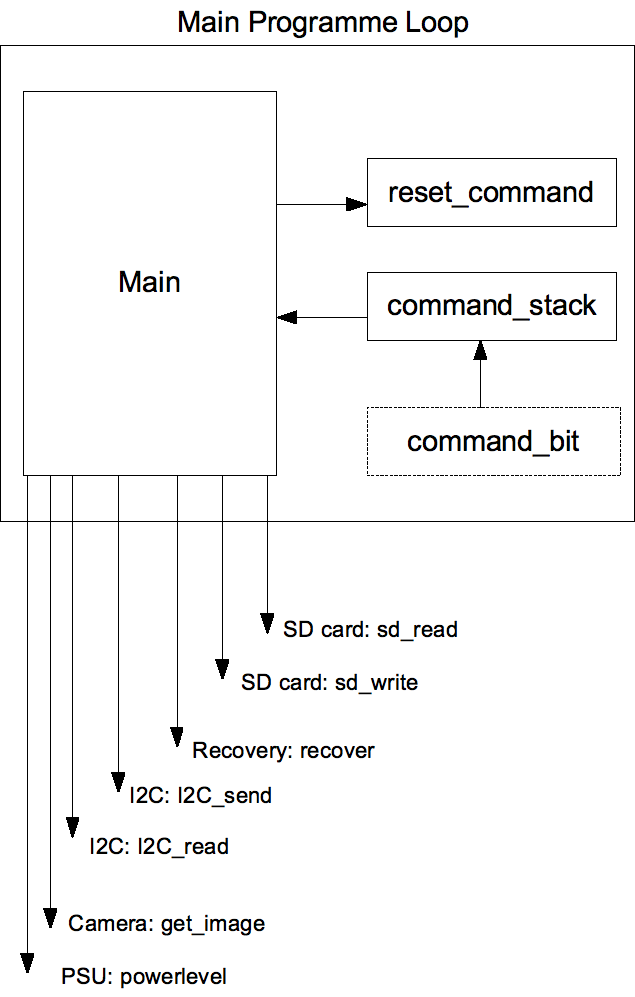 Main Programme Loop
Main
reset_command
command_stack
command_bit
SD card: sd_read
SD card: sd_write
Recovery: recover
I2C: I2C_send
I2C: I2C_read
Camera: get_image
PSU: powerlevel